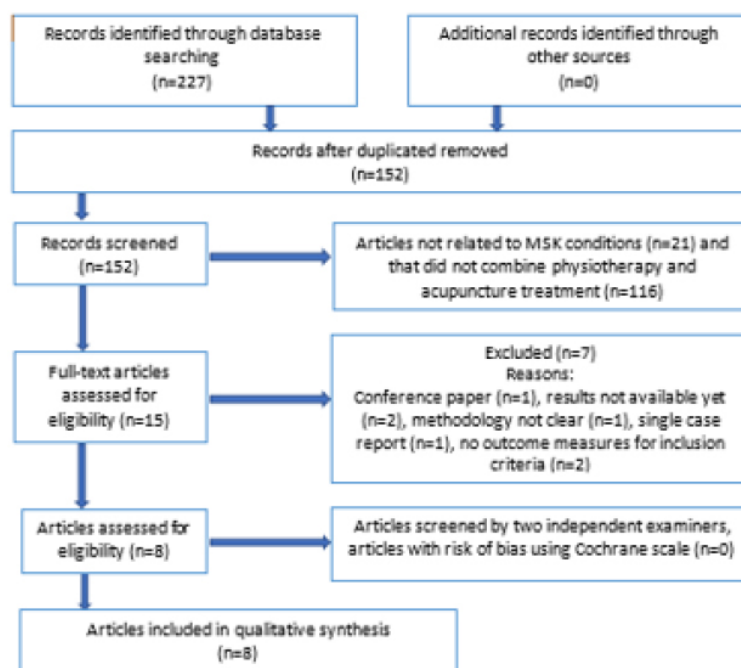 Records identified through database
searching
(n=227)
Additional records identified through
other sources
(n=0)
Records after duplicated removed
(n=152)
Records screened
(n=152)
Articles not related to MSK conditions (n=21) and
that did not combine physiotherapy and
acupuncture treatment (n=116)
Full-text articles
assessed for
eligibility (n=15)
Excluded (n=7)
Reasons:
Conference paper (n=1), results not available yet
(n=2), methodology not clear (n=1), single case
report (n=1), no outcome measures for inclusion
criteria (n=2)
Articles assessed for
eligibility (n=8)
Articles screened by two independent examiners,
articles with risk of bias using Cochrane scale (n=0)
Articles included in qualitative synthesis
(n=8)